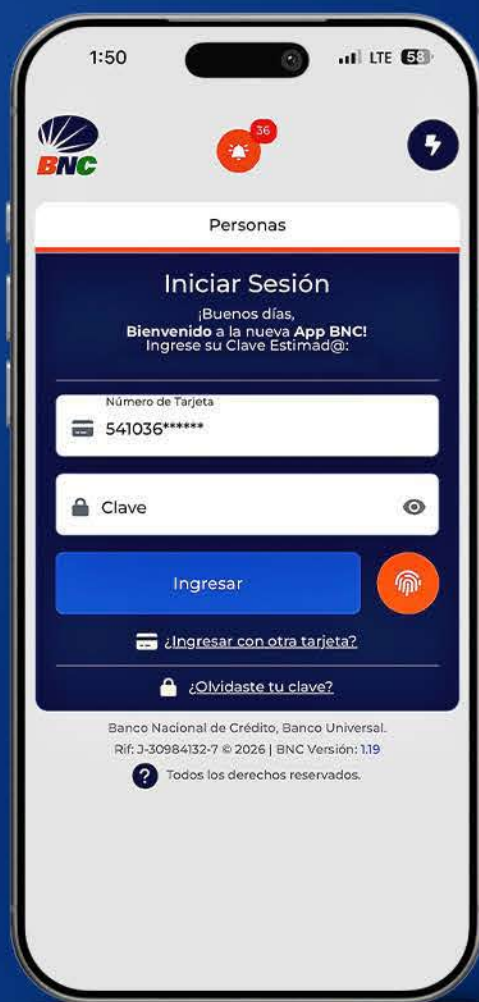 1:50
LTE 58
BNC
36
Personas
Iniciar Sesión
¡Buenos días,
Bienvenido a la nueva App BNC!
Ingrese su Clave Estimad@:
Número de Tarjeta
541036******
Clave
Ingresar
¿Ingresar con otra tarjeta?
¿Olvidaste tu clave?
Banco Nacional de Crédito, Banco Universal.
Rif: J-30984132-7 © 2026 | BNC Versión: 1.19
? Todos los derechos reservados.